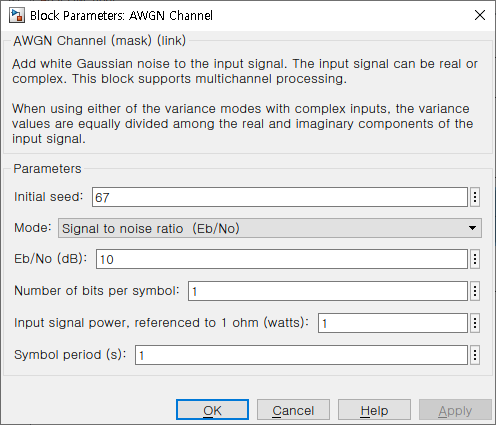 Block Parameters: AWGN Channel
AWGN Channel (mask) (link)
Add white Gaussian noise to the input signal. The input signal can be real or
complex. This block supports multichannel processing.
When using either of the variance modes with complex inputs, the variance
values are equally divided among the real and imaginary components of the
input signal.
Parameters
Initial seed: 67
Mode: Signal to noise ratio (Eb/No)
Eb/No (dB): 10
Number of bits per symbol: 1
Input signal power, referenced to 1 ohm (watts): 1
Symbol period (s): 1
OK Cancel Help Apply